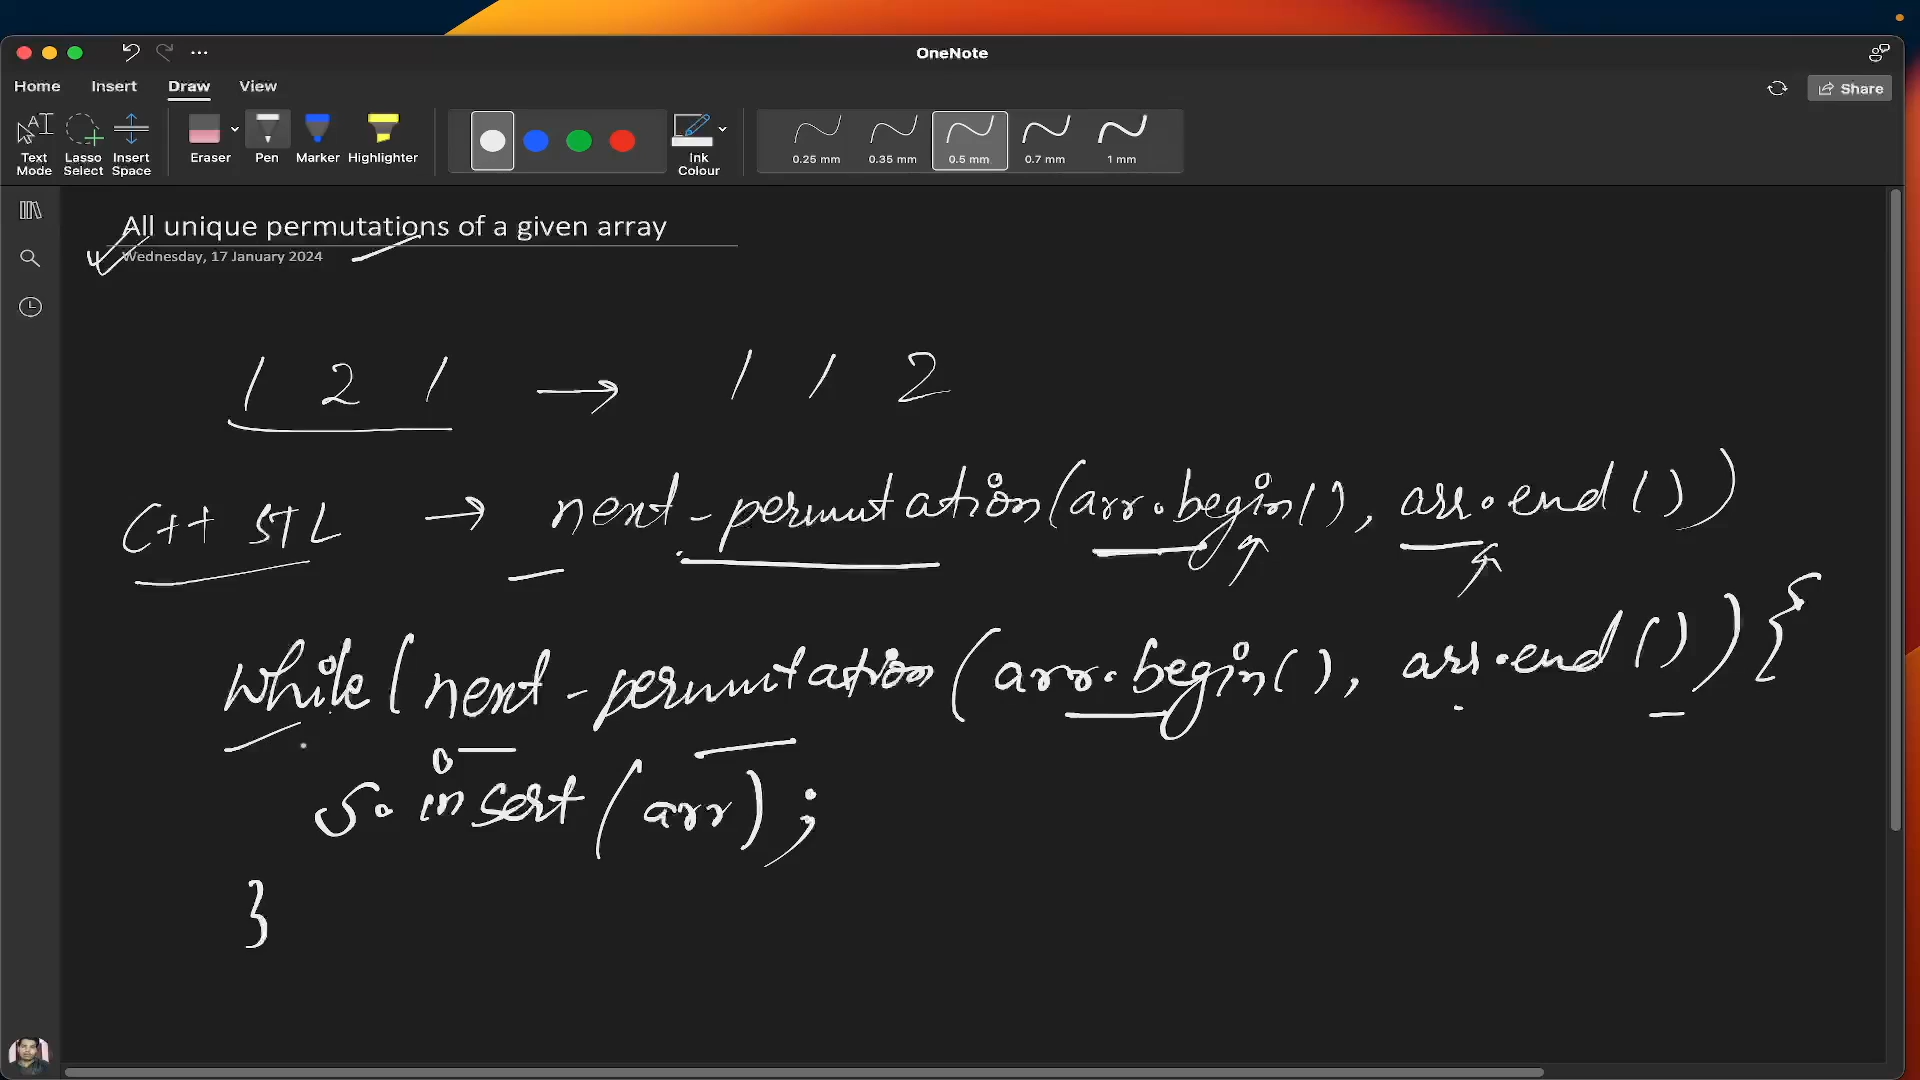 OneNote
Home Insert Draw View
Share
Text Mode
Lasso Select
Insert Space
Eraser
Pen
Marker
Highlighter
Ink Colour
0.25 mm
0.35 mm
0.5 mm
0.7 mm
1 mm
All unique permutations of a given array
Wednesday, 17 January 2024
1 2 1 → 1 1 2
C++ STL → next_permutation(arr.begin(), arr.end())
while(next_permutation(arr.begin(), arr.end()){
s.insert(arr);
}